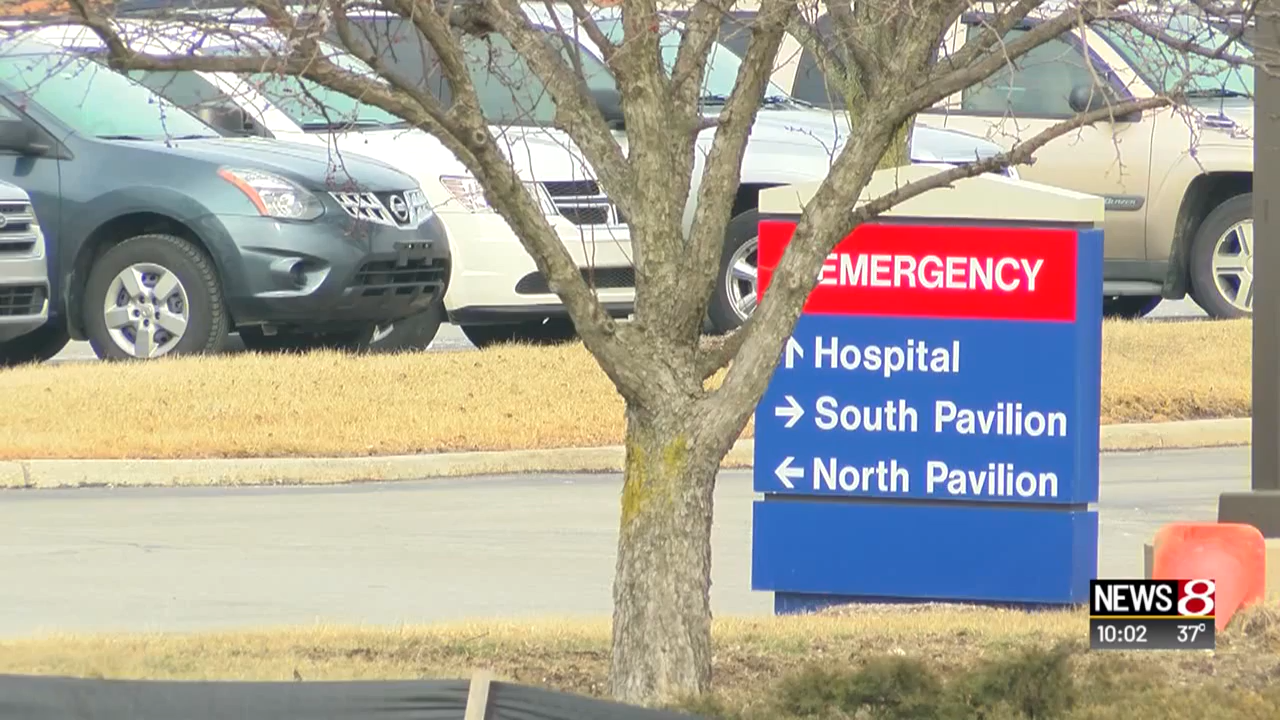 EMERGENCY
↑ Hospital
→ South Pavilion
← North Pavilion
NEWS 8
10:02 37°